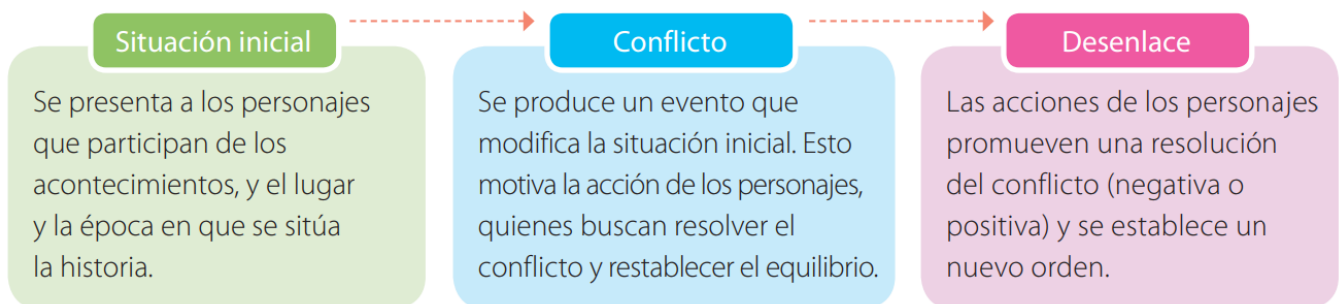 Situación inicial
Se presenta a los personajes
que participan de los
acontecimientos, y el lugar
y la época en que se sitúa
la historia.
Conflicto
Se produce un evento que
modifica la situación inicial. Esto
motiva la acción de los personajes,
quienes buscan resolver el
conflicto y restablecer el equilibrio.
Desenlace
Las acciones de los personajes
promueven una resolución
del conflicto (negativa o
positiva) y se establece un
nuevo orden.